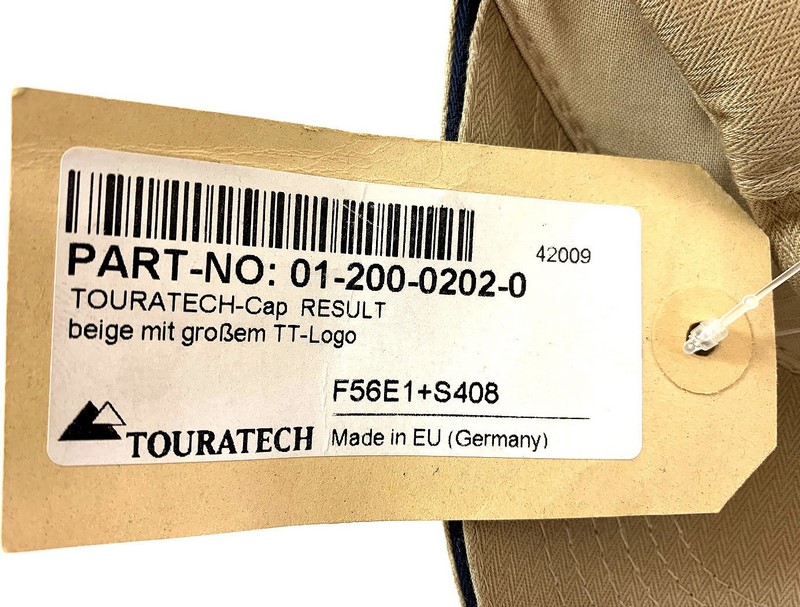 42009
PART-NO: 01-200-0202-0
TOURATECH-Cap RESULT
beige mit großem TT-Logo
F56E1+S408
TOURATECH
Made in EU (Germany)